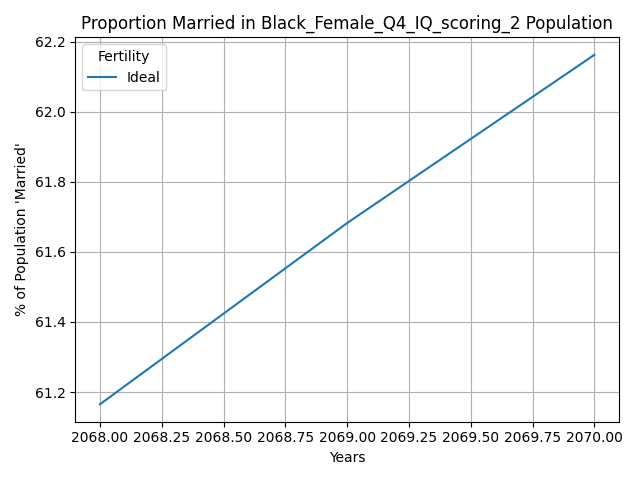 Proportion Married in Black_Female_Q4_IQ_scoring_2 Population
Fertility
Ideal
% of Population 'Married'
62.2
62.0
61.8
61.6
61.4
61.2
2068.00 2068.25 2068.50 2068.75 2069.00 2069.25 2069.50 2069.75 2070.00
Years